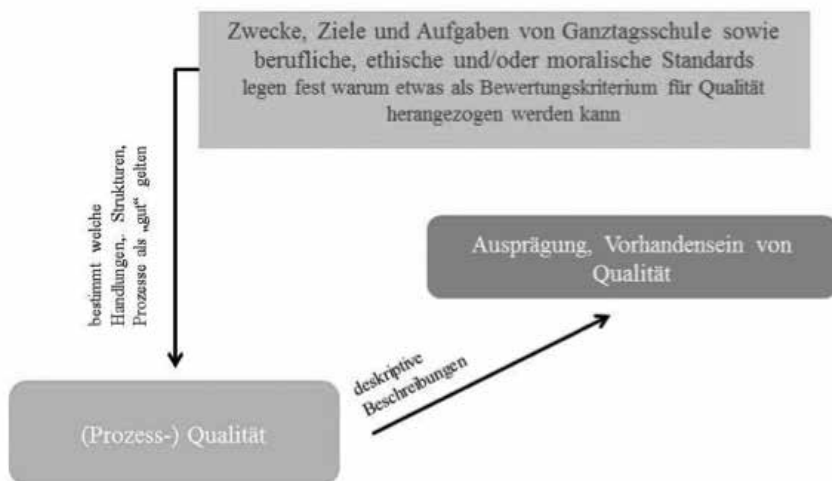 Zwecke, Ziele und Aufgaben von Ganztagsschule sowie
berufliche, ethische und/oder moralische Standards
legen fest warum etwas als Bewertungskriterium für Qualität
herangezogen werden kann
bestimmt welche
Handlungen, Strukturen,
Prozesse als „gut“ gelten
Ausprägung, Vorhandensein von
Qualität
deskriptive
Beschreibungen
(Prozess-) Qualität